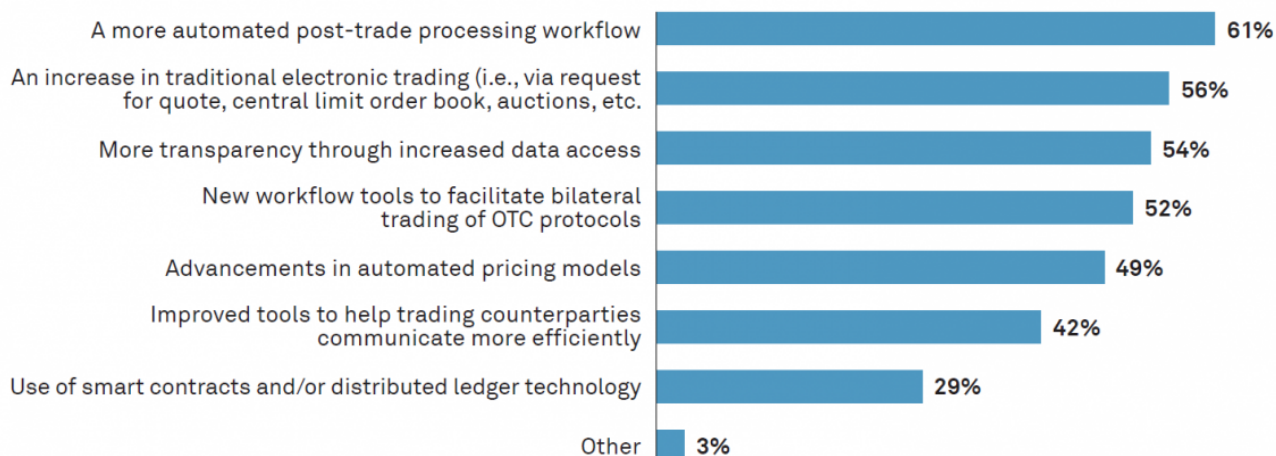 A more automated post-trade processing workflow 61%
An increase in traditional electronic trading (i.e., via request
for quote, central limit order book, auctions, etc. 56%
More transparency through increased data access 54%
New workflow tools to facilitate bilateral
trading of OTC protocols 52%
Advancements in automated pricing models 49%
Improved tools to help trading counterparties
communicate more efficiently 42%
Use of smart contracts and/or distributed ledger technology 29%
Other 3%